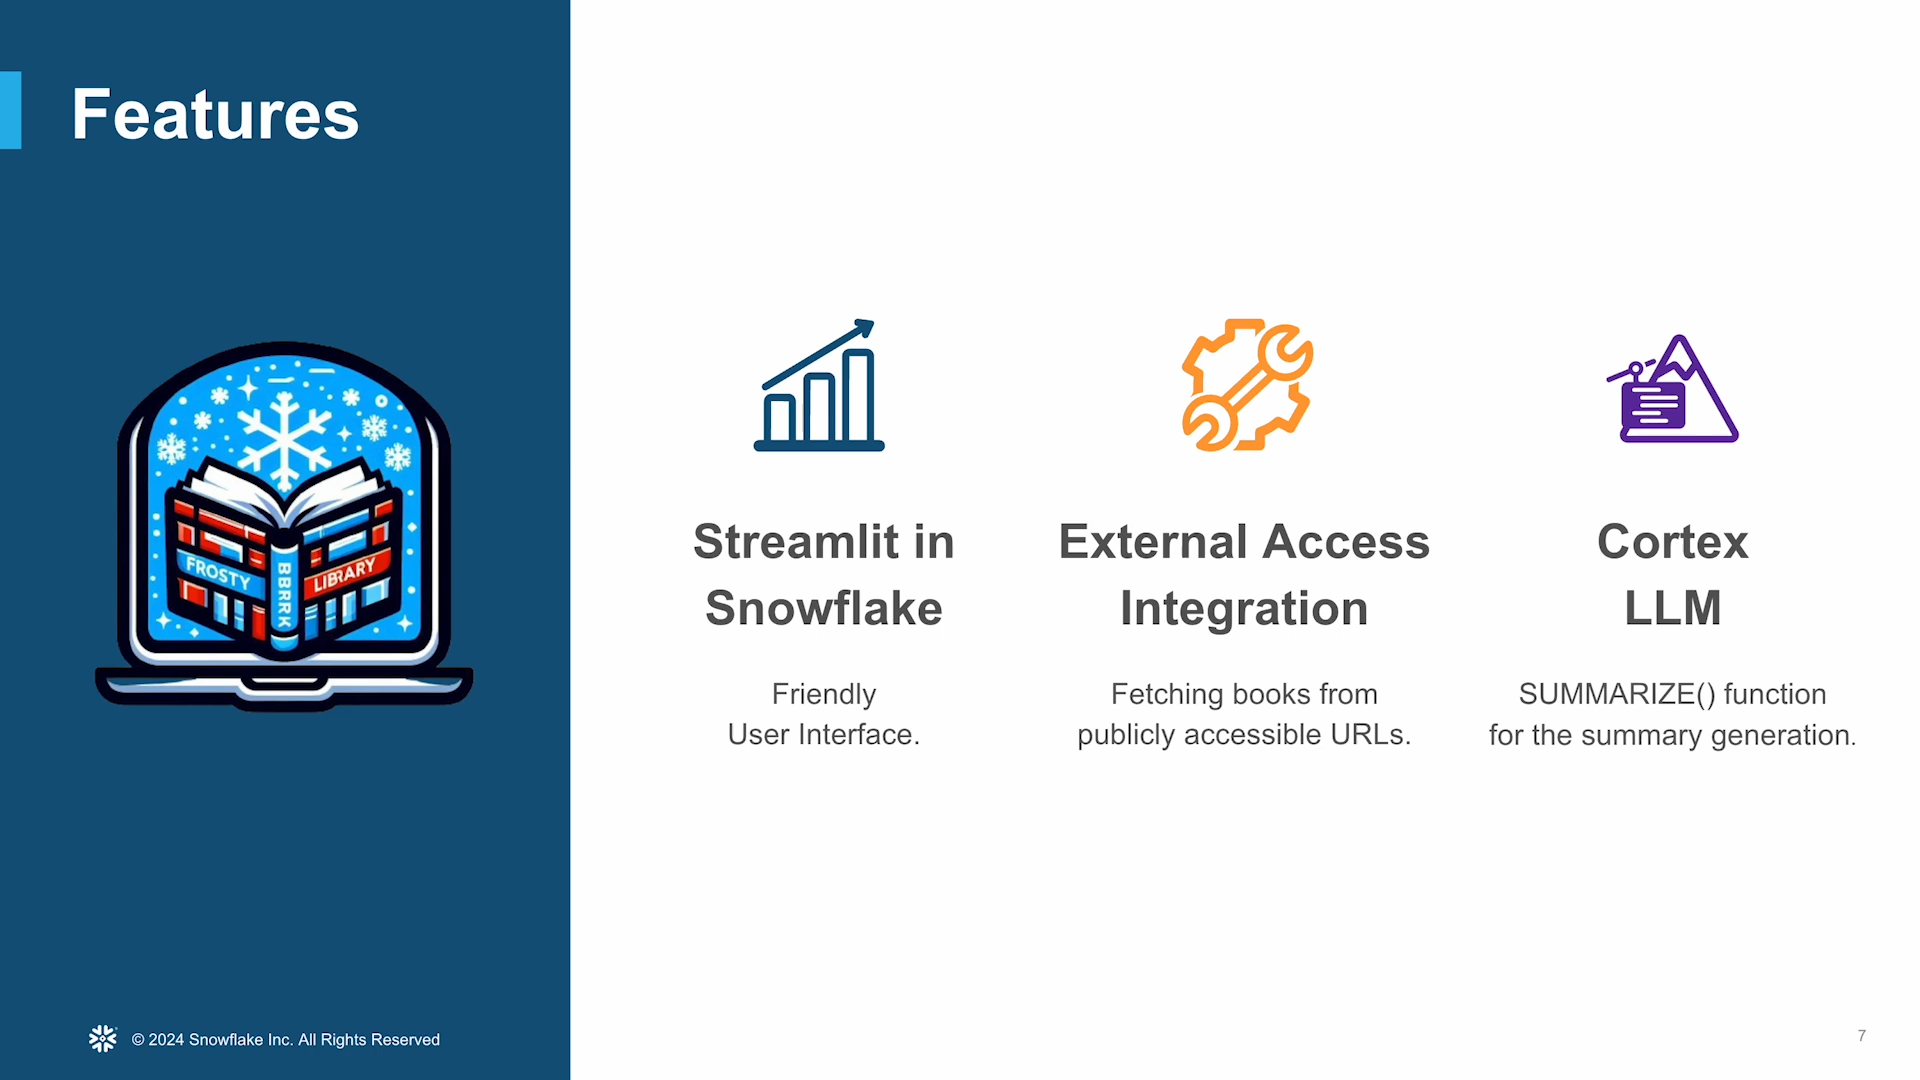 Features
FROSTY
BBRRK
LIBRARY
Streamlit in
Snowflake
Friendly
User Interface.
External Access
Integration
Fetching books from
publicly accessible URLs.
Cortex
LLM
SUMMARIZE() function
for the summary generation.
© 2024 Snowflake Inc. All Rights Reserved
7